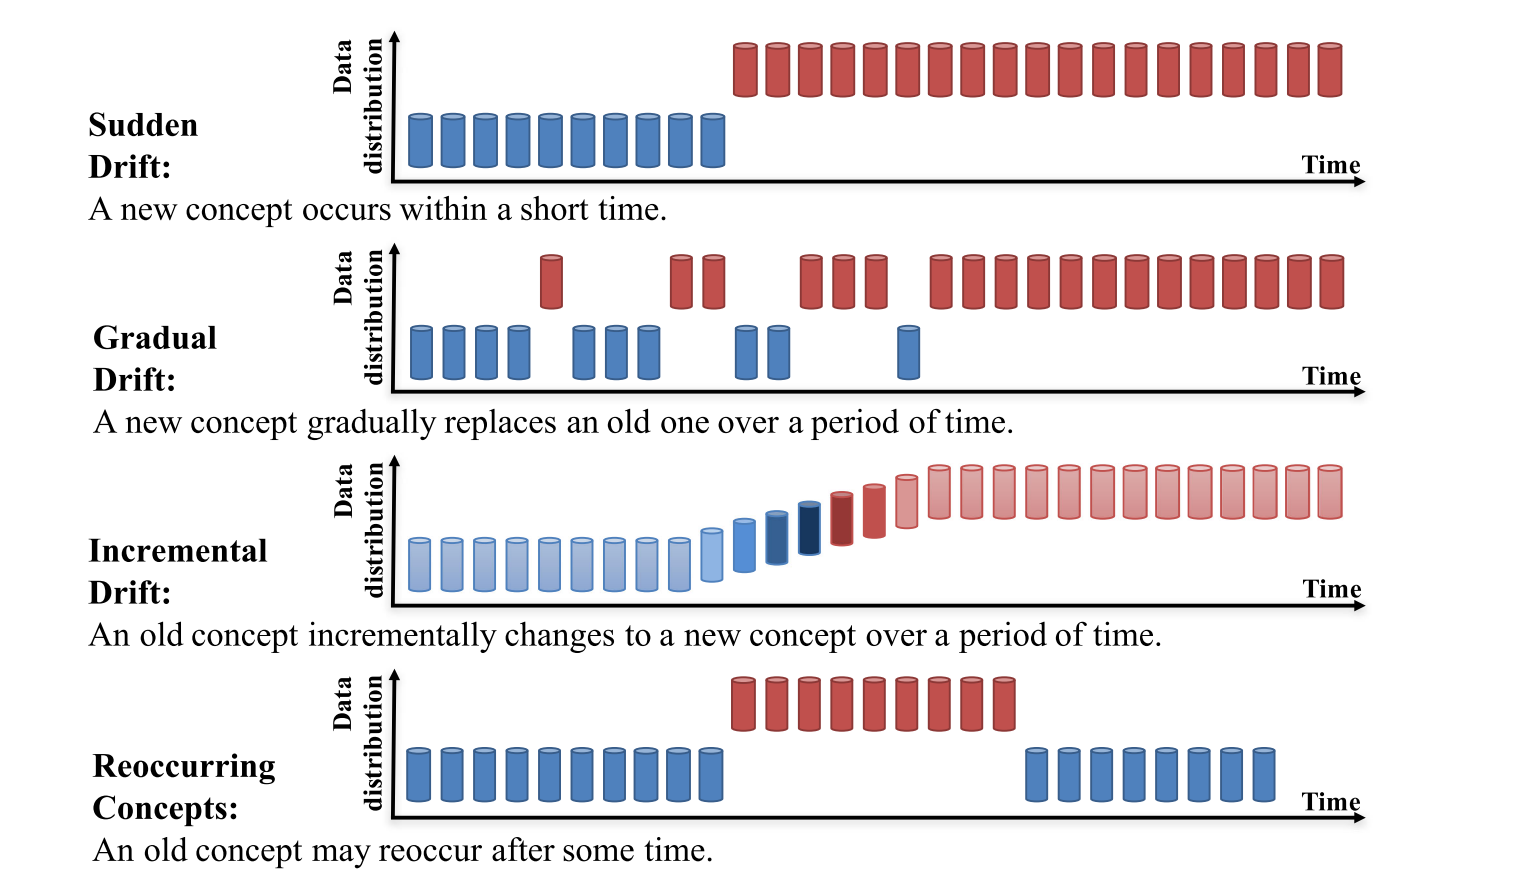 Data
distribution
Sudden
Drift:
Time
A new concept occurs within a short time.
Data
distribution
Gradual
Drift:
Time
A new concept gradually replaces an old one over a period of time.
Data
distribution
Incremental
Drift:
Time
An old concept incrementally changes to a new concept over a period of time.
Data
distribution
Reoccurring
Concepts:
Time
An old concept may reoccur after some time.